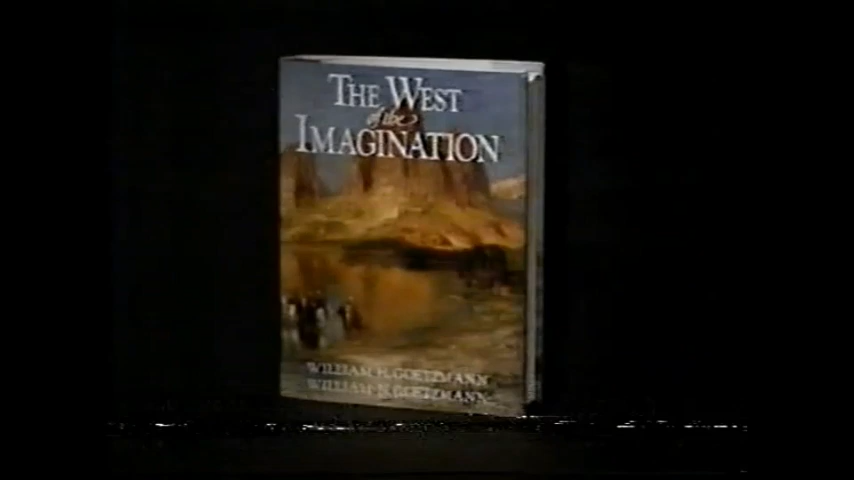 THE WEST
of the
IMAGINATION
WILLIAM H. GOETZMANN
WILLIAM N. GOETZMANN